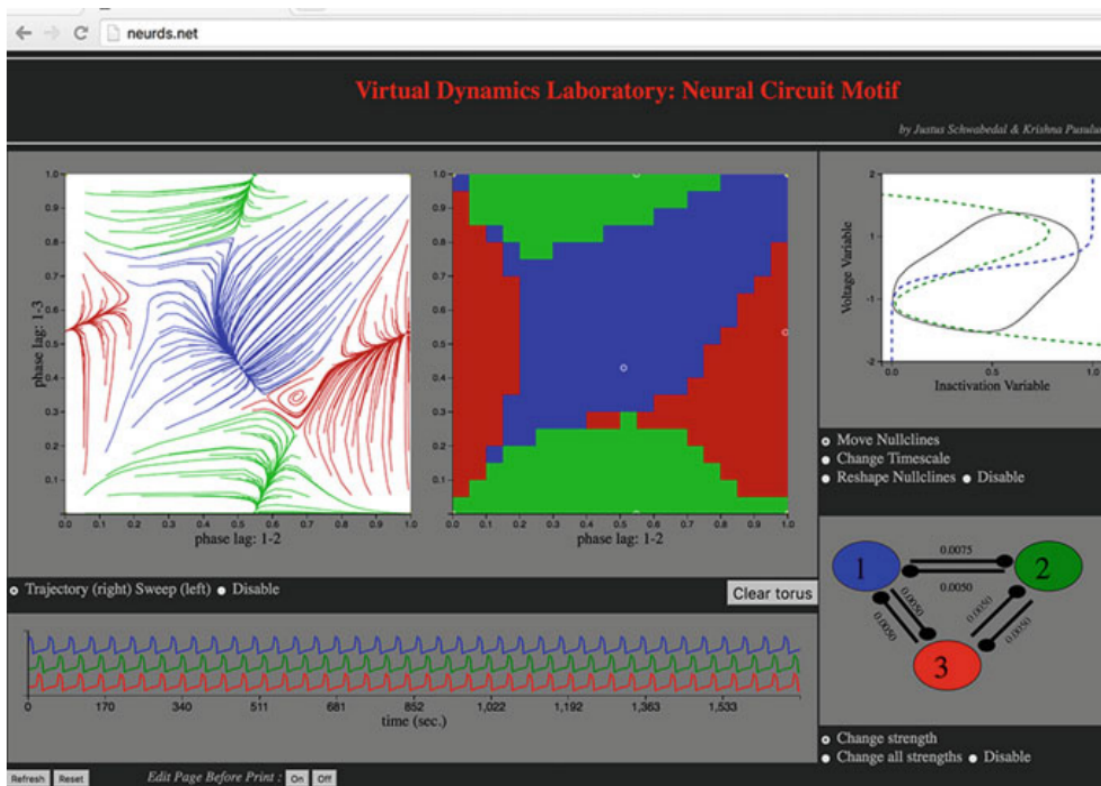 neurds.net
Virtual Dynamics Laboratory: Neural Circuit Motif
by Justus Schwabedal & Krishna Pusulu
1.0
0.9
0.8
0.7
0.6
0.5
0.4
0.3
0.2
0.1
phase lag: 1-3
0.0 0.1 0.2 0.3 0.4 0.5 0.6 0.7 0.8 0.9 1.0
phase lag: 1-2
1.0
0.9
0.8
0.7
0.6
0.5
0.4
0.3
0.2
0.1
0.0 0.1 0.2 0.3 0.4 0.5 0.6 0.7 0.8 0.9 1.0
phase lag: 1-2
2
1
-1
-2
Voltage Variable
0.0 0.5 1.0
Inactivation Variable
Move Nullclines
Change Timescale
Reshape Nullclines Disable
Trajectory (right) Sweep (left) Disable
Clear torus
0.0075
1 2
0.0050
0.0050 0.0050
0.0050 0.0050
3
0 170 340 511 681 852 1,022 1,192 1,363 1,533
time (sec.)
Change strength
Change all strengths Disable
Refresh Reset Edit Page Before Print : On Off